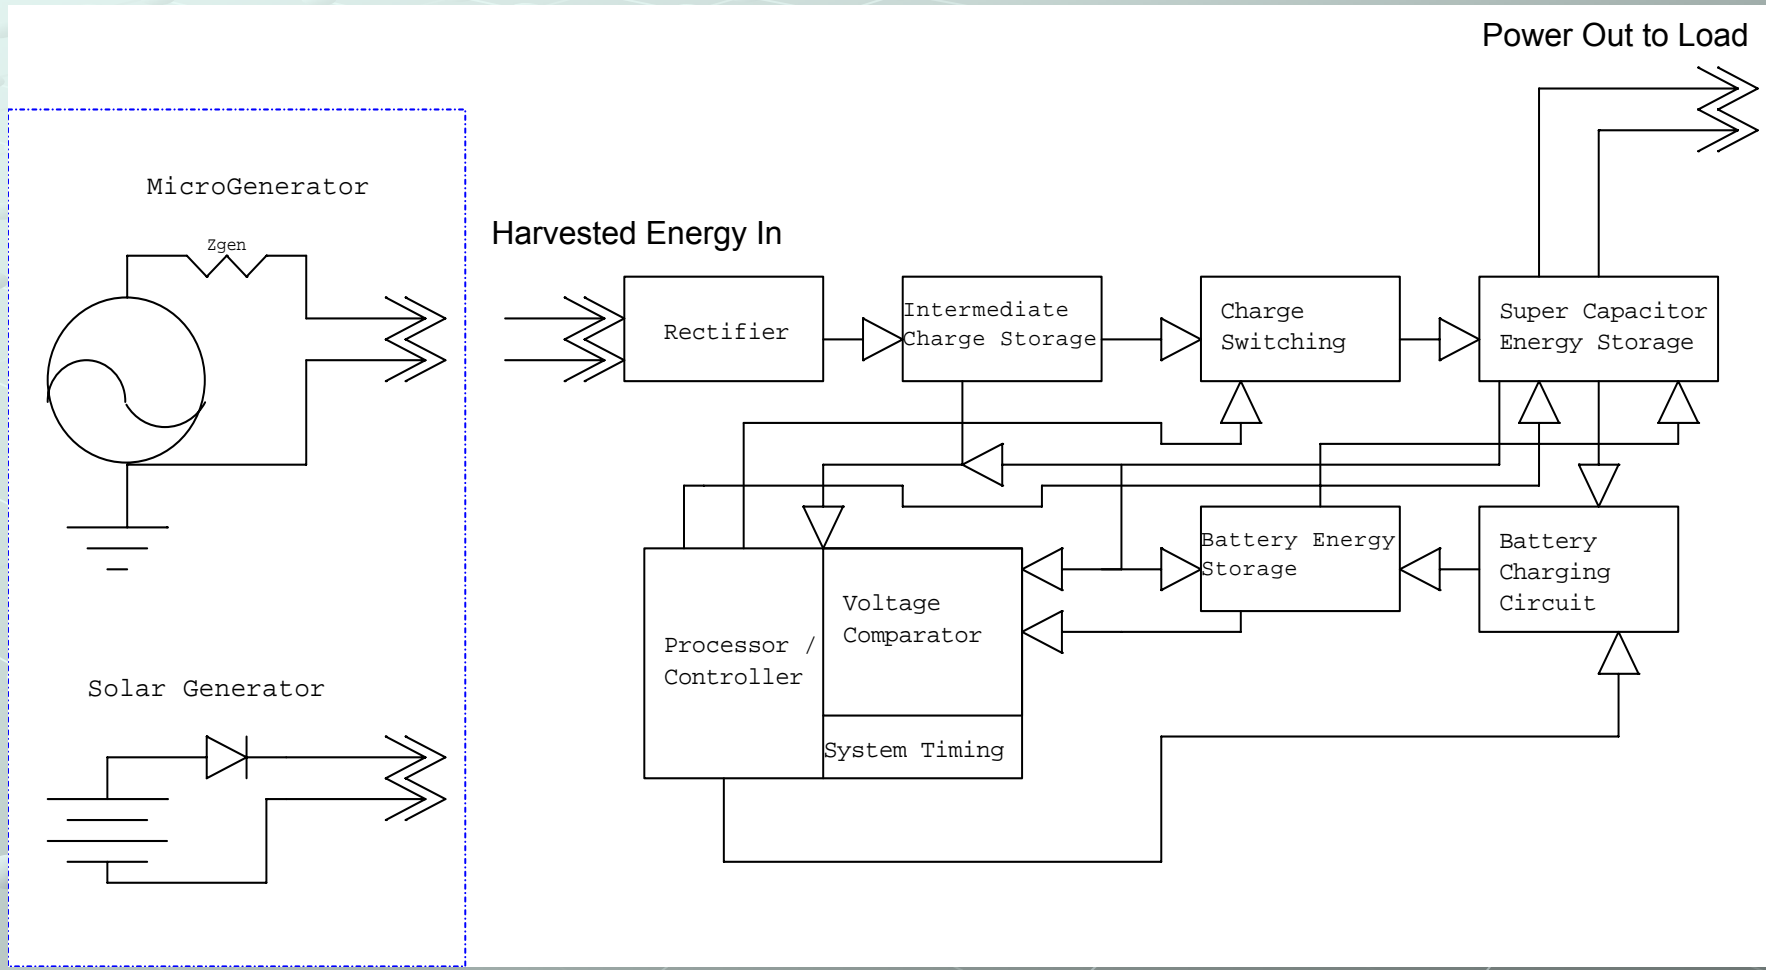 Power Out to Load
MicroGenerator
Zgen
Harvested Energy In
Rectifier
Intermediate
Charge Storage
Charge
Switching
Super Capacitor
Energy Storage
Battery Energy
Storage
Battery
Charging
Circuit
Voltage
Comparator
Processor /
Controller
System Timing
Solar Generator